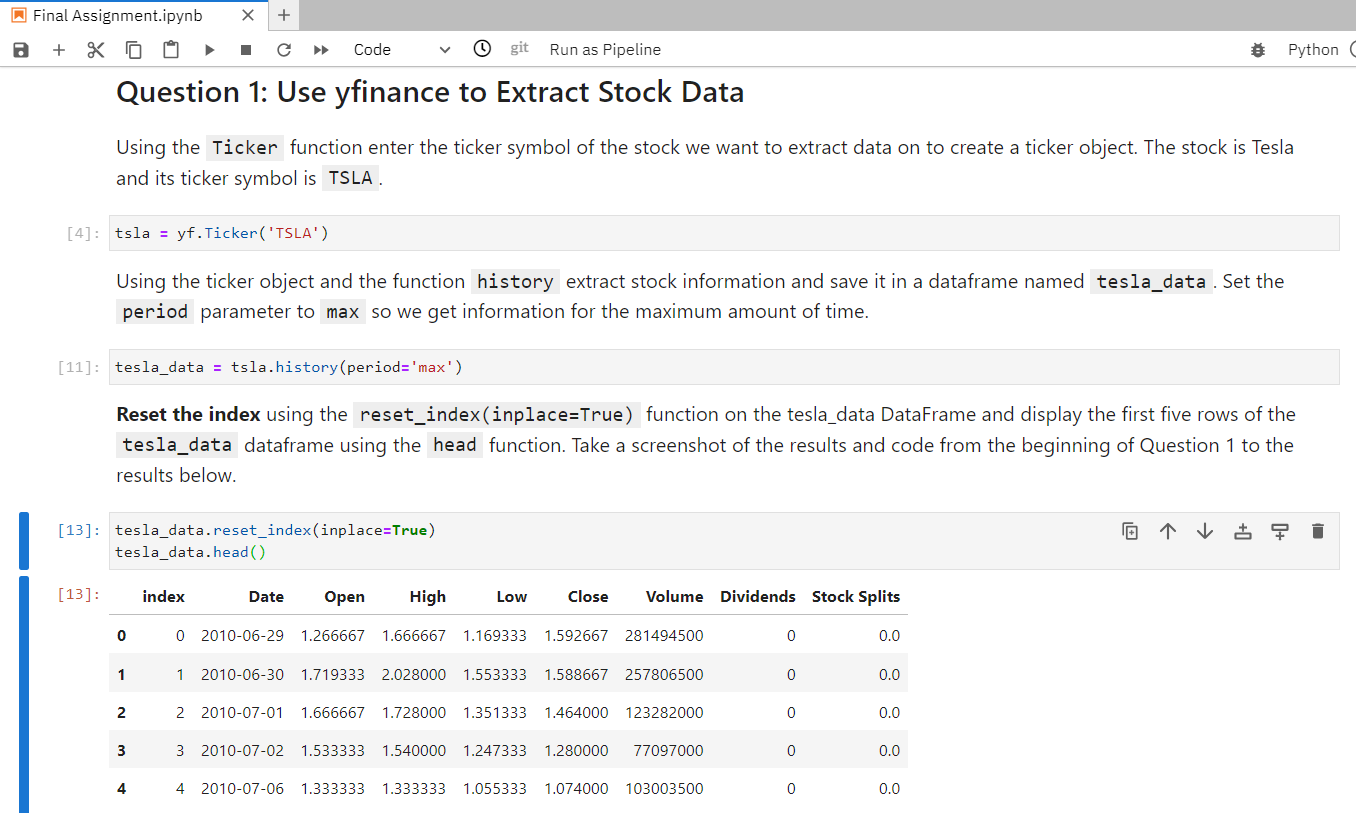 Final Assignment.ipynb
Code
git
Run as Pipeline
Python
Question 1: Use yfinance to Extract Stock Data
Using the Ticker function enter the ticker symbol of the stock we want to extract data on to create a ticker object. The stock is Tesla
and its ticker symbol is TSLA.
[4]: tsla = yf.Ticker('TSLA')
Using the ticker object and the function history extract stock information and save it in a dataframe named tesla_data. Set the
period parameter to max so we get information for the maximum amount of time.
[11]: tesla_data = tsla.history(period='max')
Reset the index using the reset_index(inplace=True) function on the tesla_data DataFrame and display the first five rows of the
tesla_data dataframe using the head function. Take a screenshot of the results and code from the beginning of Question 1 to the
results below.
[13]: tesla_data.reset_index(inplace=True)
tesla_data.head()
[13]: index Date Open High Low Close Volume Dividends Stock Splits
0 0 2010-06-29 1.266667 1.666667 1.169333 1.592667 281494500 0 0.0
1 1 2010-06-30 1.719333 2.028000 1.553333 1.588667 257806500 0 0.0
2 2 2010-07-01 1.666667 1.728000 1.351333 1.464000 123282000 0 0.0
3 3 2010-07-02 1.533333 1.540000 1.247333 1.280000 77097000 0 0.0
4 4 2010-07-06 1.333333 1.333333 1.055333 1.074000 103003500 0 0.0